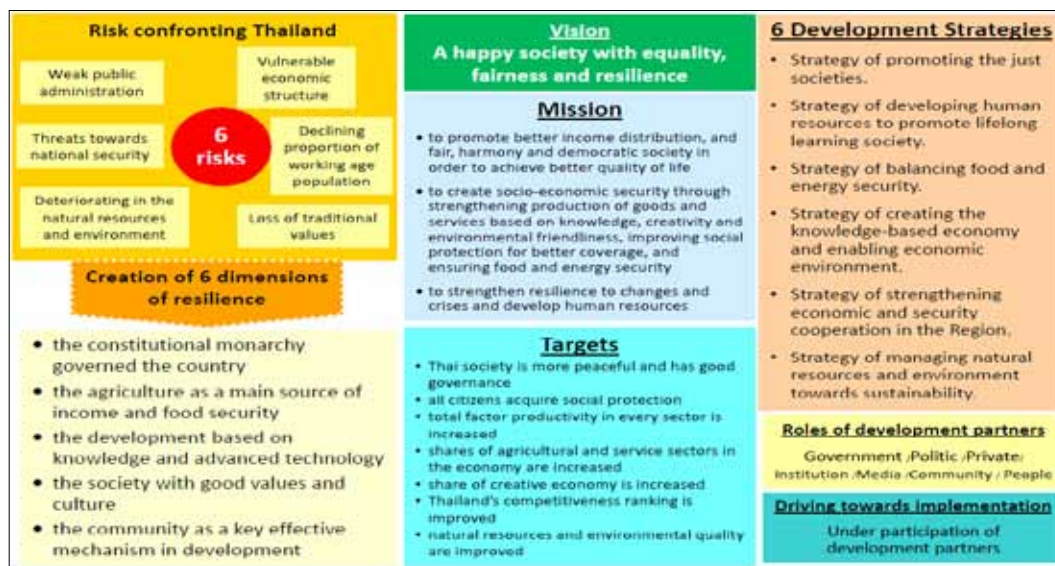 Risk confronting Thailand
Weak public
administration
Vulnerable
economic
structure
Threats towards
national security
6
risks
Declining
proportion of
working age
population
Deteriorating in the
natural resources
and environment
Loss of traditional
values
Creation of 6 dimensions
of resilience
• the constitutional monarchy
governed the country
• the agriculture as a main source of
income and food security
• the development based on
knowledge and advanced technology
• the society with good values and
culture
• the community as a key effective
mechanism in development
Vision
A happy society with equality,
fairness and resilience
Mission
• to promote better income distribution, and
fair, harmony and democratic society in
order to achieve better quality of life
• to create socio-economic security through
strengthening production of goods and
services based on knowledge, creativity and
environmental friendliness, improving social
protection for better coverage, and
ensuring food and energy security
• to strengthen resilience to changes and
crises and develop human resources
Targets
• Thai society is more peaceful and has good
governance
• all citizens acquire social protection
• total factor productivity in every sector is
increased
• shares of agricultural and service sectors
in the economy are increased
• share of creative economy is increased
• Thailand's competitiveness ranking is
improved
• natural resources and environmental quality
are improved
6 Development Strategies
• Strategy of promoting the just
societies.
• Strategy of developing human
resources to promote lifelong
learning society.
• Strategy of balancing food and
energy security.
• Strategy of creating the
knowledge-based economy
and enabling economic
environment.
• Strategy of strengthening
economic and security
cooperation in the Region.
• Strategy of managing natural
resources and environment
towards sustainability.
Roles of development partners
Government /Politic /Private/
Institution /Media /Community / People
Driving towards implementation
Under participation of
development partners